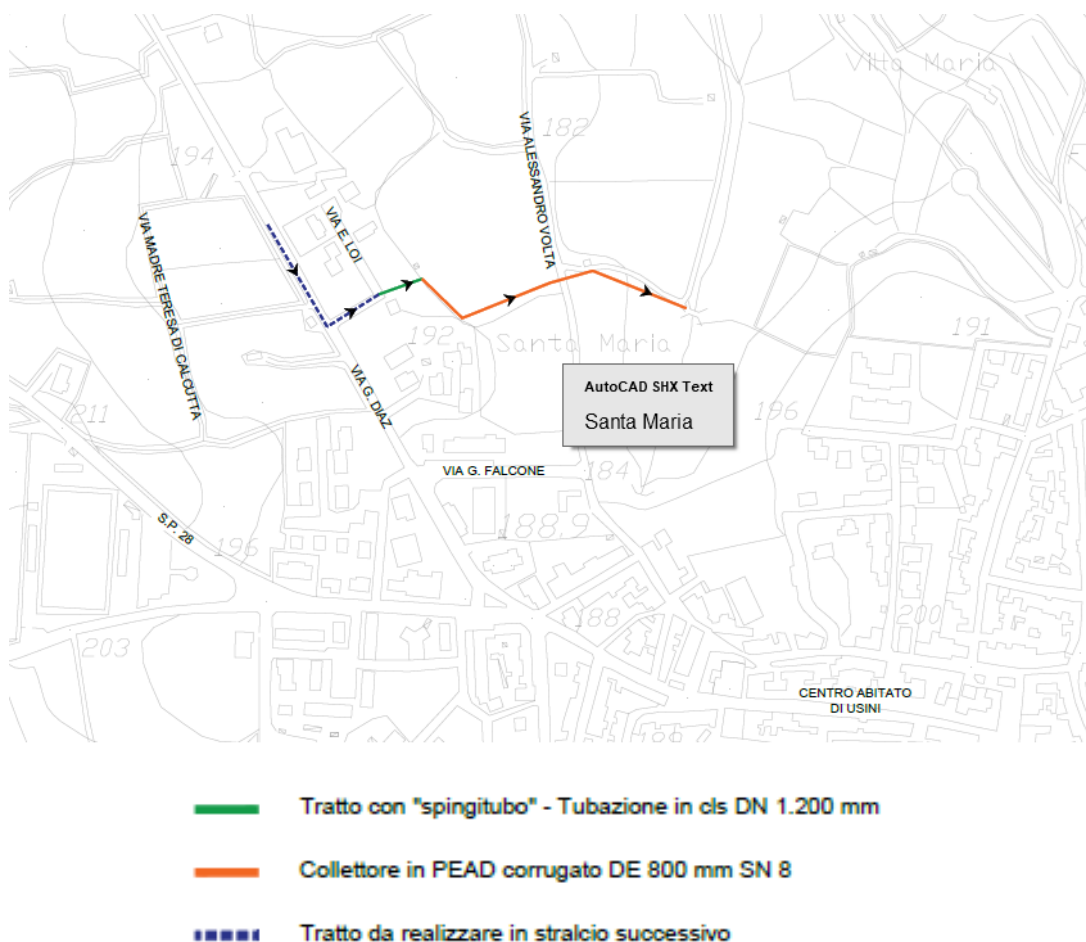 Vitta Maria
182
VIA ALESSANDRO VOLTA
194
VIA E. LOI
VIA MADRE TERESA DI CALCUTTA
192
Santa Maria
191
VIA G. DIAZ
AutoCAD SHX Text
Santa Maria
196
211
VIA G. FALCONE
184
S.P. 28
196
188,9
188
200
203
CENTRO ABITATO
DI USINI
Tratto con "spingitubo" - Tubazione in cls DN 1.200 mm
Collettore in PEAD corrugato DE 800 mm SN 8
Tratto da realizzare in stralcio successivo